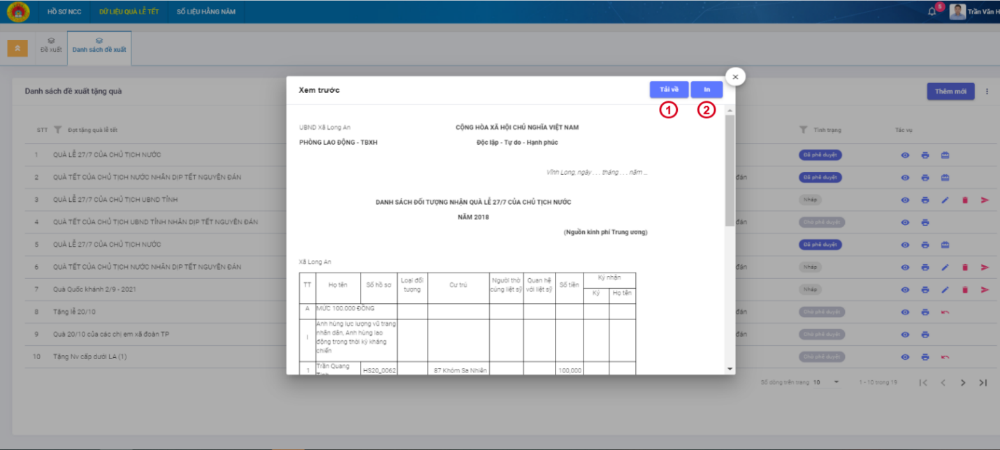 HỒ SƠ NCC DỮ LIỆU QUÀ LỄ TẾT SỐ LIỆU HẰNG NĂM 5 Trần Văn H
Đề xuất Danh sách đề xuất
Danh sách đề xuất tặng quà Thêm mới
STT Đợt tặng quà lễ tết Tình trạng Tác vụ
1 QUÀ LỄ 27/7 CỦA CHỦ TỊCH NƯỚC Đã phê duyệt
2 QUÀ TẾT CỦA CHỦ TỊCH NƯỚC NHÂN DỊP TẾT NGUYÊN ĐÁN đán Đã phê duyệt
3 QUÀ LỄ 27/7 CỦA CHỦ TỊCH UBND TỈNH Nháp
4 QUÀ TẾT CỦA CHỦ TỊCH UBND TỈNH NHÂN DỊP TẾT NGUYÊN ĐÁN đán Chờ phê duyệt
5 QUÀ LỄ 27/7 CỦA CHỦ TỊCH NƯỚC Đã phê duyệt
6 QUÀ TẾT CỦA CHỦ TỊCH NƯỚC NHÂN DỊP TẾT NGUYÊN ĐÁN đán Nháp
7 Quà Quốc khánh 2/9 - 2021 Nháp
8 Tặng lễ 20/10 đán Chờ phê duyệt
9 Quà 20/10 của các chị em xã đoàn TP đán Chờ phê duyệt
10 Tặng Nv cấp dưới LA (1) Chờ phê duyệt
Số dòng trên trang 10 1 - 10 trong 19
Xem trước Tải về In
1 2
UBND Xã Long An CỘNG HÒA XÃ HỘI CHỦ NGHĨA VIỆT NAM
PHÒNG LAO ĐỘNG - TBXH Độc lập - Tự do - Hạnh phúc
Vĩnh Long, ngày . . . tháng . . . năm ...
DANH SÁCH ĐỐI TƯỢNG NHẬN QUÀ LỄ 27/7 CỦA CHỦ TỊCH NƯỚC
NĂM 2018
(Nguồn kinh phí Trung ương)
Xã Long An
TT Họ tên Số hồ sơ Loại đối tượng Cư trú Người thờ cúng liệt sỹ Quan hệ với liệt sỹ Số tiền Ký nhận
Ký Họ tên
A MỨC 100.000 ĐỒNG
I Anh hùng lực lượng vũ trang
nhân dân, Anh hùng lao
động trong thời kỳ kháng
chiến
1 Trần Quang HS20_0062 87 Khóm Sa Nhiên 100,000